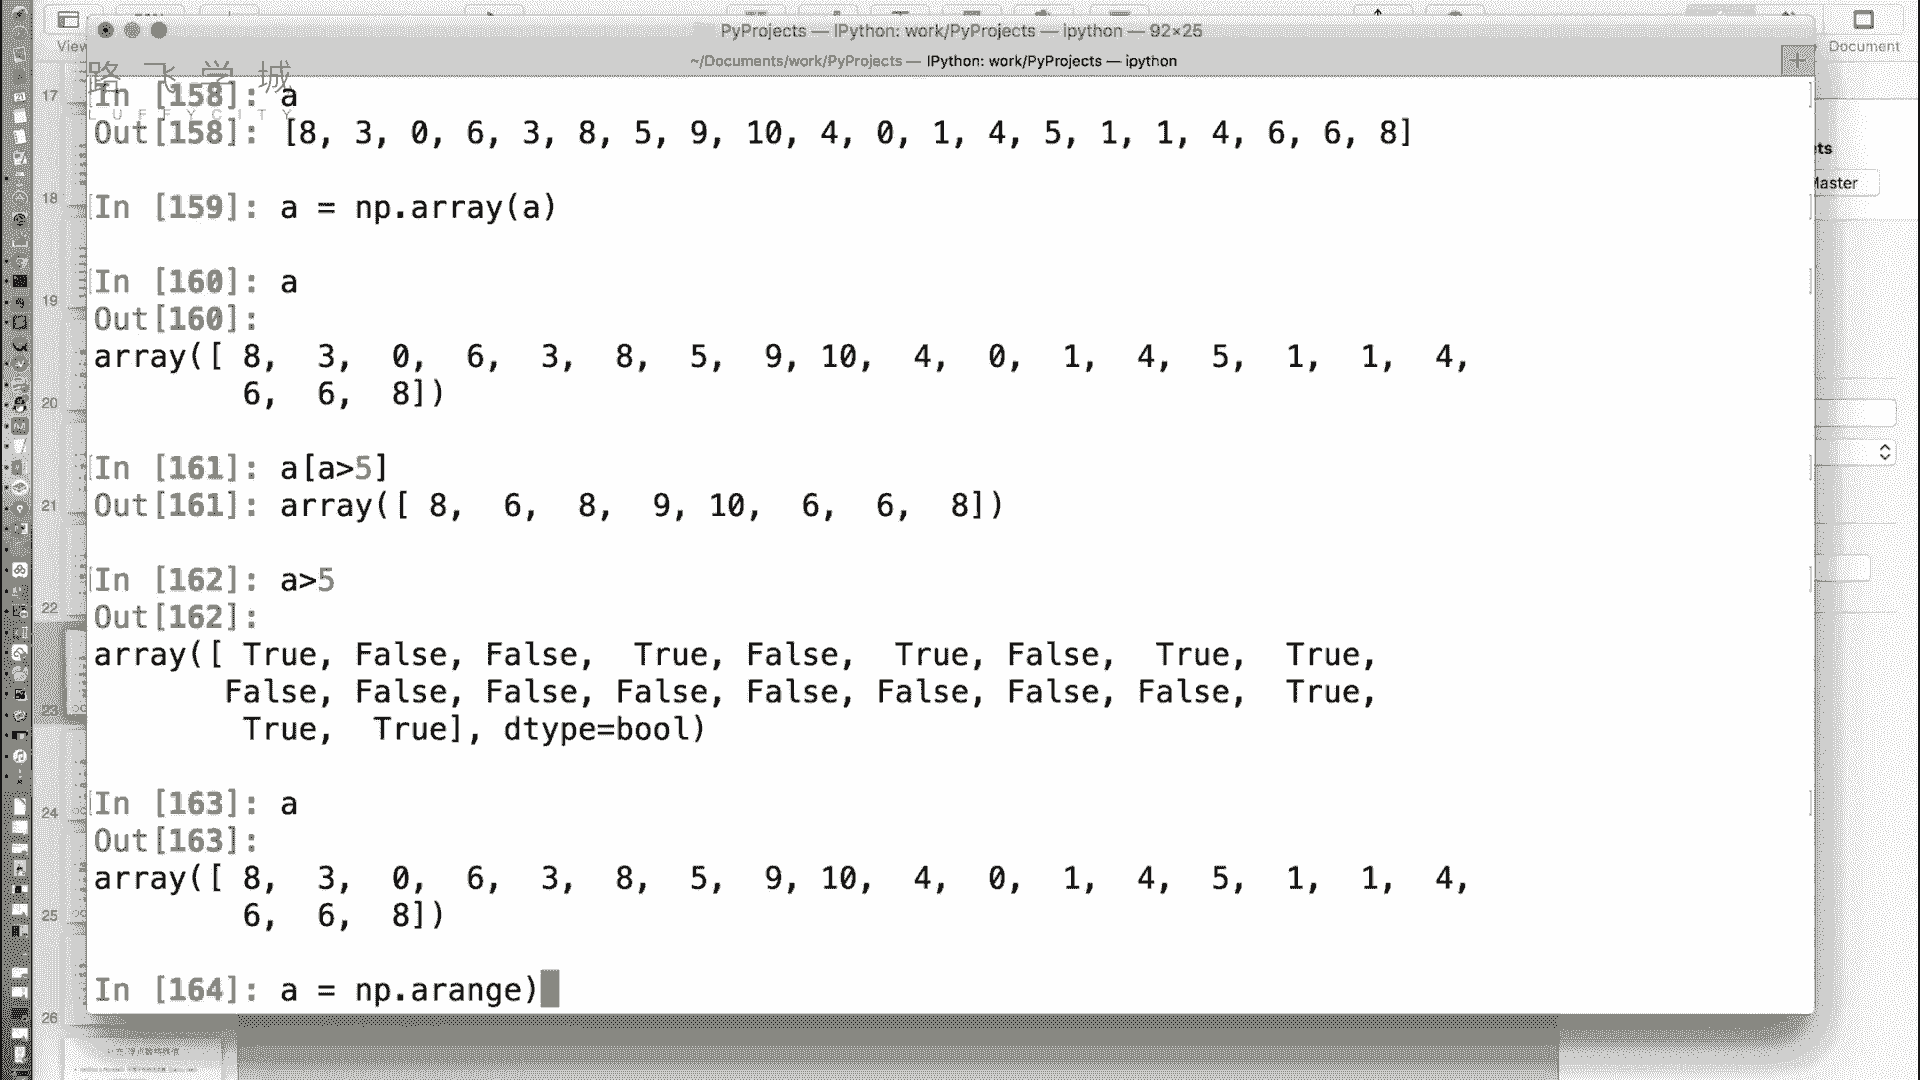 PyProjects — IPython: work/PyProjects — ipython — 92×25
~/Documents/work/PyProjects — IPython: work/PyProjects — ipython
View
Document
路飞学城
LUFFYCITY
In [158]: a
Out[158]: [8, 3, 0, 6, 3, 8, 5, 9, 10, 4, 0, 1, 4, 5, 1, 1, 4, 6, 6, 8]
In [159]: a = np.array(a)
In [160]: a
Out[160]:
array([ 8,  3,  0,  6,  3,  8,  5,  9, 10,  4,  0,  1,  4,  5,  1,  1,  4,
        6,  6,  8])
In [161]: a[a>5]
Out[161]: array([ 8,  6,  8,  9, 10,  6,  6,  8])
In [162]: a>5
Out[162]:
array([ True, False, False,  True, False,  True, False,  True,  True,
       False, False, False, False, False, False, False, False,  True,
        True,  True], dtype=bool)
In [163]: a
Out[163]:
array([ 8,  3,  0,  6,  3,  8,  5,  9, 10,  4,  0,  1,  4,  5,  1,  1,  4,
        6,  6,  8])
In [164]: a = np.arange)
17
18
19
20
21
22
23
24
25
26
ets
Master